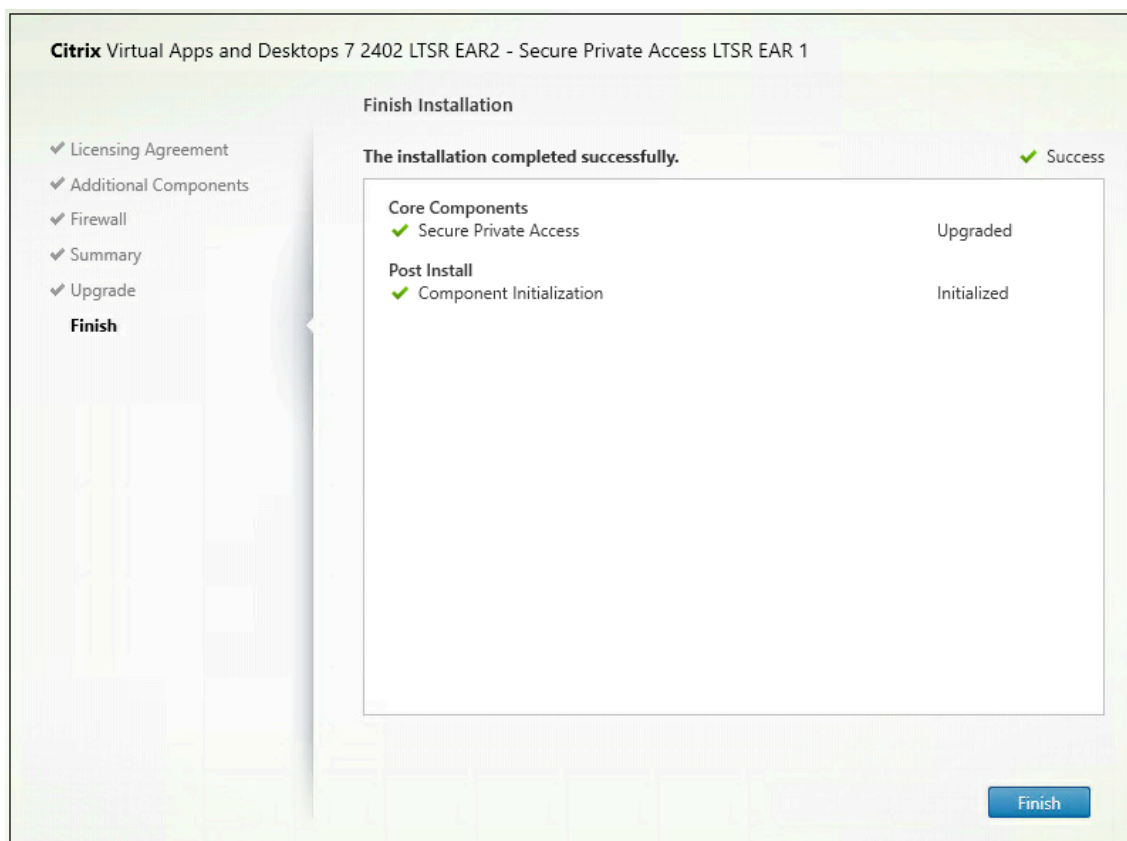 Citrix Virtual Apps and Desktops 7 2402 LTSR EAR2 - Secure Private Access LTSR EAR 1
Finish Installation
Licensing Agreement
Additional Components
Firewall
Summary
Upgrade
Finish
The installation completed successfully.
Success
Core Components
Secure Private Access
Upgraded
Post Install
Component Initialization
Initialized
Finish